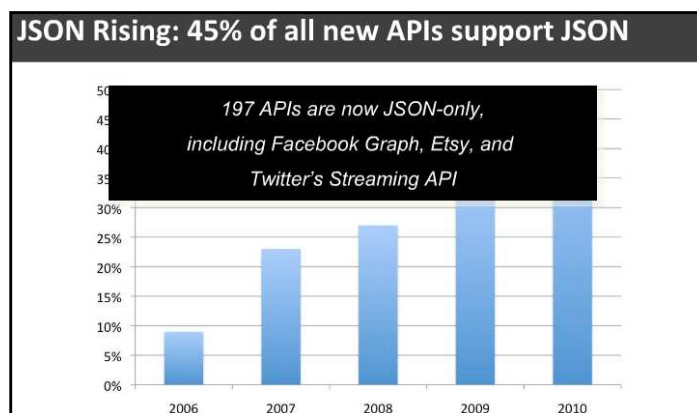 JSON Rising: 45% of all new APIs support JSON
197 APIs are now JSON-only,
including Facebook Graph, Etsy, and
Twitter's Streaming API
30%
25%
20%
15%
10%
5%
0%
2006 2007 2008 2009 2010